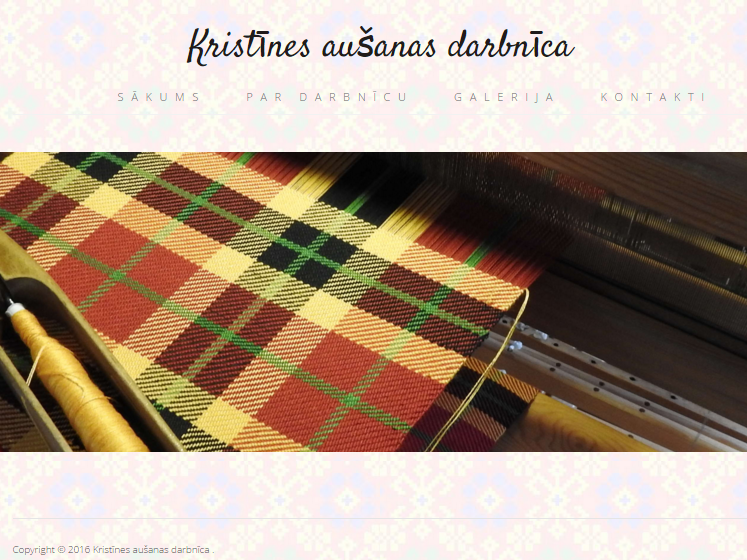 Kristīnes aušanas darbnīca
SĀKUMS PAR DARBNĪCU GALERIJA KONTAKTI
Copyright © 2016 Kristīnes aušanas darbnīca .